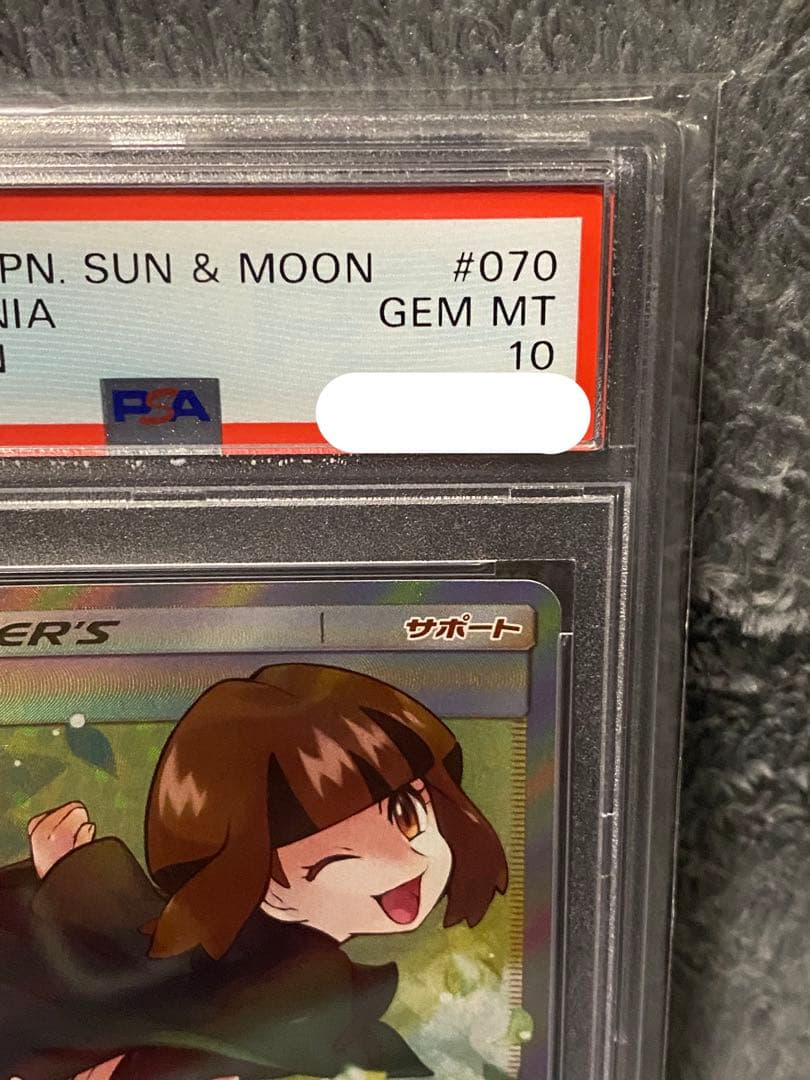 PN. SUN & MOON #070
NIA GEM MT
10
PSA
ER'S サポート